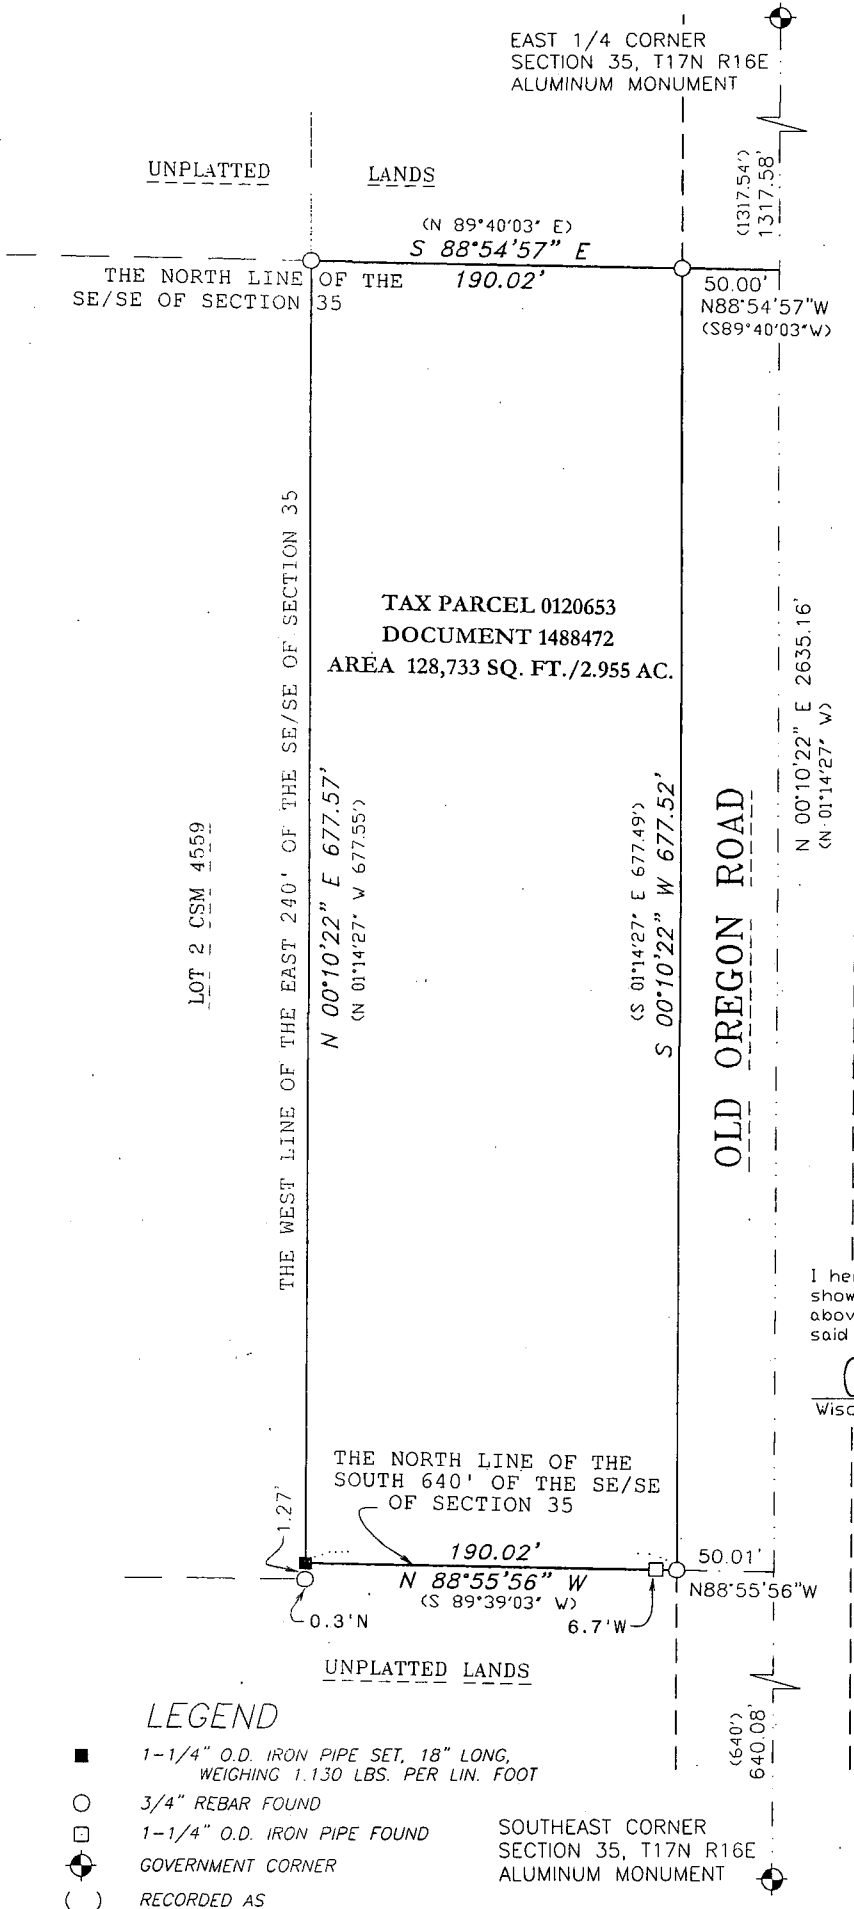 EAST 1/4 CORNER
SECTION 35, T17N R16E
ALUMINUM MONUMENT
(1317.54')
1317.58'
UNPLATTED LANDS
(N 89°40'03" E)
S 88°54'57" E
190.02'
THE NORTH LINE OF THE
SE/SE OF SECTION 35
50.00'
N88°54'57"W
(S89°40'03"W)
THE WEST LINE OF THE EAST 240' OF THE SE/SE OF SECTION 35
TAX PARCEL 0120653
DOCUMENT 1488472
AREA 128,733 SQ. FT./2.955 AC.
N 00°10'22" E 2635.16'
(N 01°14'27" W)
LOT 2 CSM 4559
N 00°10'22" E 677.57'
(N 01°14'27" W 677.55')
(S 01°14'27" E 677.49')
S 00°10'22" W 677.52'
OLD OREGON ROAD
I he
show
abov
said
Wisc
THE NORTH LINE OF THE
SOUTH 640' OF THE SE/SE
OF SECTION 35
1.27'
190.02'
N 88°55'56" W
(S 89°39'03" W)
50.01'
N88°55'56"W
0.3'N
6.7'W
UNPLATTED LANDS
(640')
640.08'
LEGEND
1-1/4" O.D. IRON PIPE SET, 18" LONG,
WEIGHING 1.130 LBS. PER LIN. FOOT
3/4" REBAR FOUND
1-1/4" O.D. IRON PIPE FOUND
GOVERNMENT CORNER
( ) RECORDED AS
SOUTHEAST CORNER
SECTION 35, T17N R16E
ALUMINUM MONUMENT